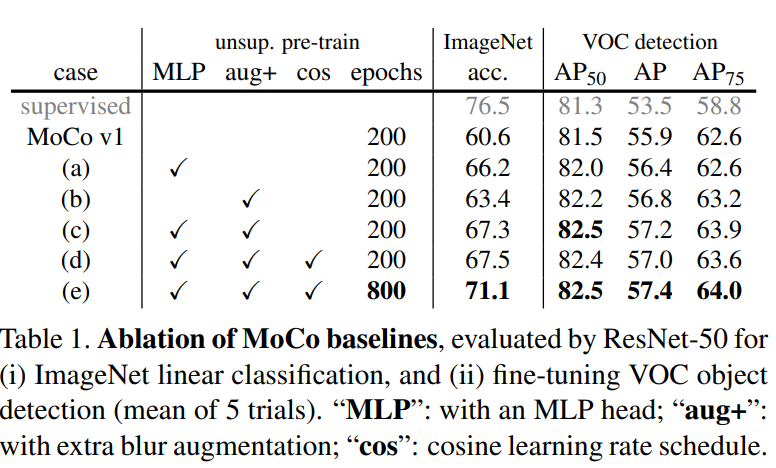 unsup. pre-train ImageNet VOC detection
case MLP aug+ cos epochs acc. AP50 AP AP75
supervised 76.5 81.3 53.5 58.8
MoCo v1 200 60.6 81.5 55.9 62.6
(a) ✓ 200 66.2 82.0 56.4 62.6
(b) ✓ 200 63.4 82.2 56.8 63.2
(c) ✓ ✓ 200 67.3 82.5 57.2 63.9
(d) ✓ ✓ ✓ 200 67.5 82.4 57.0 63.6
(e) ✓ ✓ ✓ 800 71.1 82.5 57.4 64.0
Table 1. Ablation of MoCo baselines, evaluated by ResNet-50 for
(i) ImageNet linear classification, and (ii) fine-tuning VOC object
detection (mean of 5 trials). “MLP”: with an MLP head; “aug+”:
with extra blur augmentation; “cos”: cosine learning rate schedule.